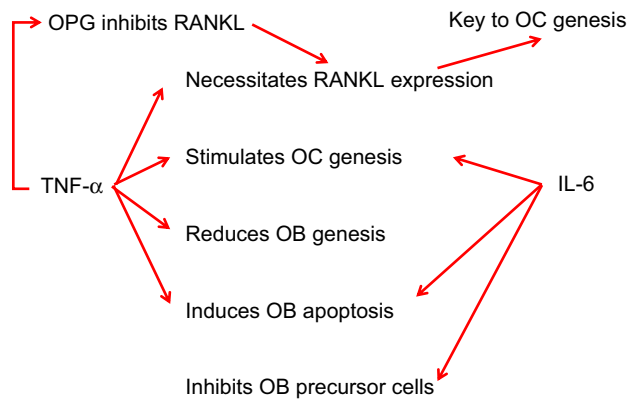 OPG inhibits RANKL
Key to OC genesis
Necessitates RANKL expression
Stimulates OC genesis
TNF-α
IL-6
Reduces OB genesis
Induces OB apoptosis
Inhibits OB precursor cells